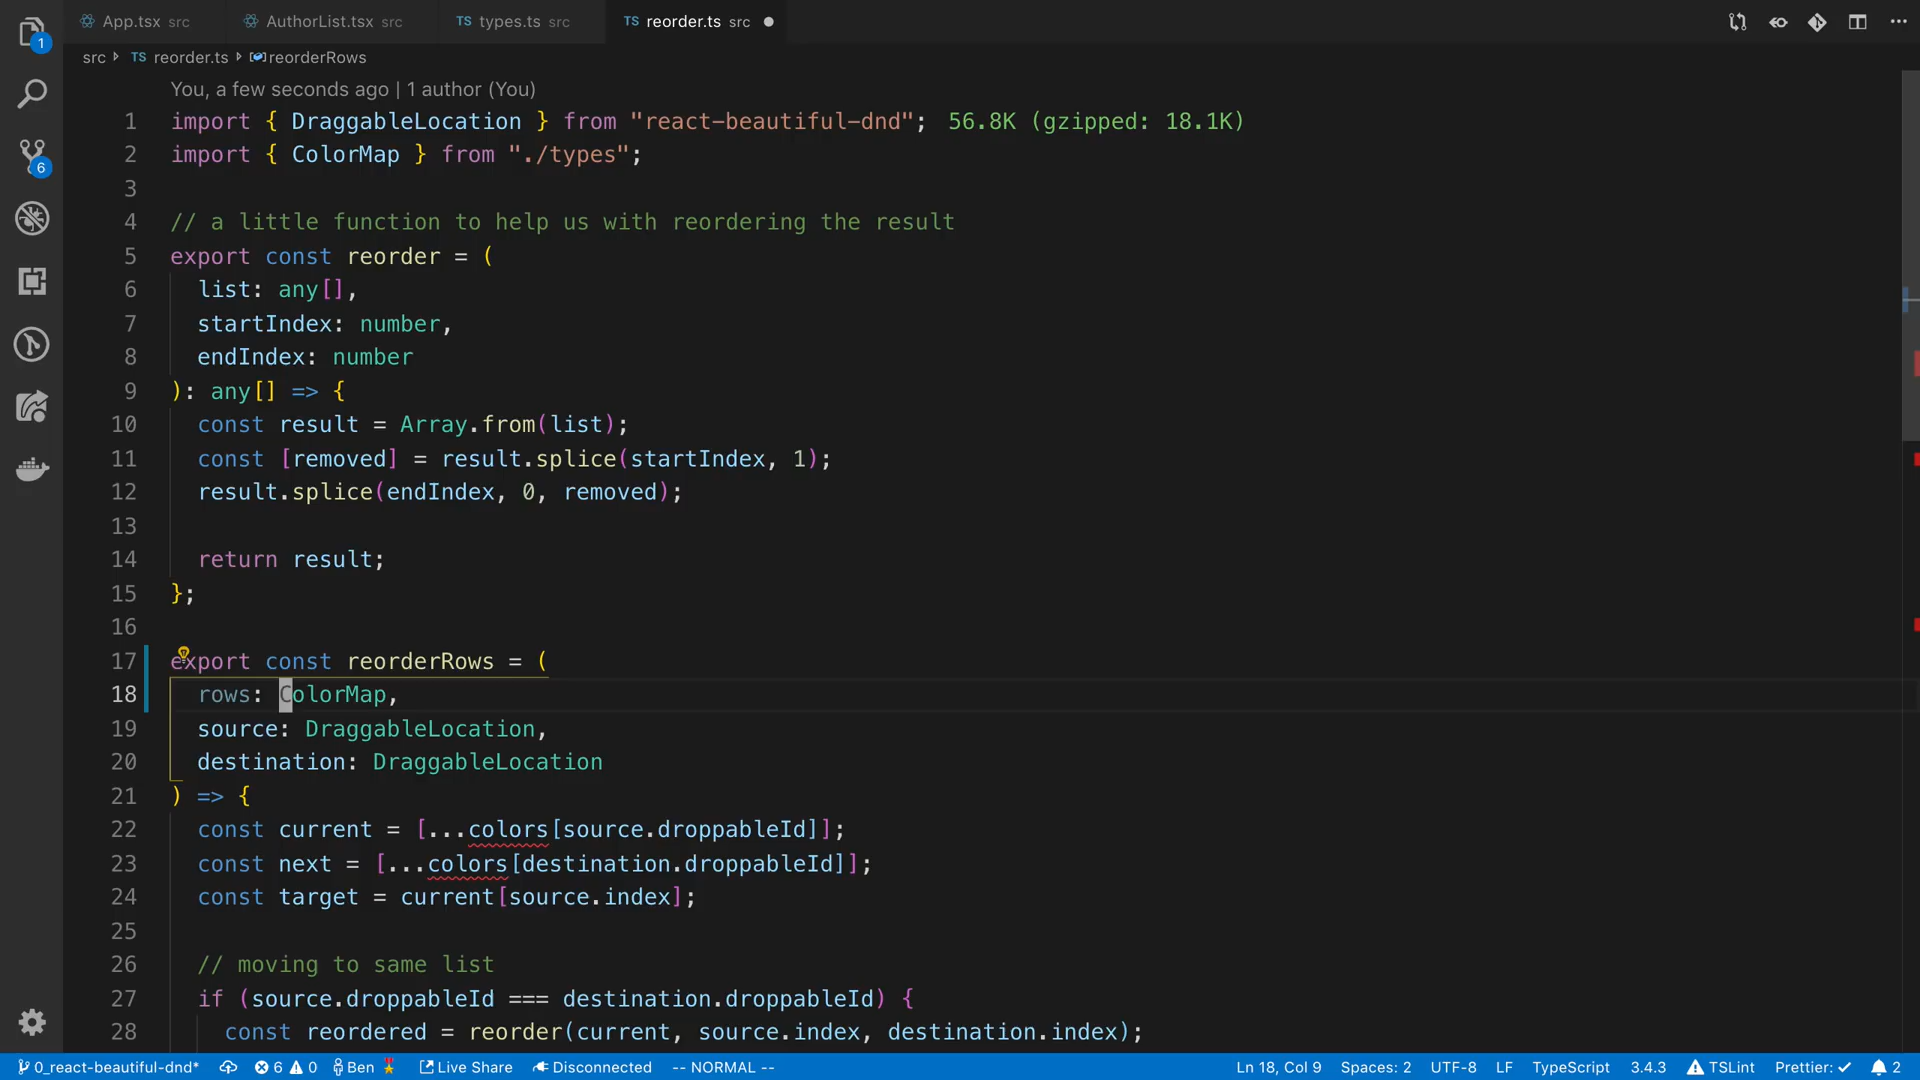 App.tsx src
AuthorList.tsx src
TS types.ts src
TS reorder.ts src
src TS reorder.ts reorderRows
1
6
You, a few seconds ago | 1 author (You)
1 import { DraggableLocation } from "react-beautiful-dnd"; 56.8K (gzipped: 18.1K)
2 import { ColorMap } from "./types";
3
4 // a little function to help us with reordering the result
5 export const reorder = (
6 list: any[],
7 startIndex: number,
8 endIndex: number
9 ): any[] => {
10 const result = Array.from(list);
11 const [removed] = result.splice(startIndex, 1);
12 result.splice(endIndex, 0, removed);
13
14 return result;
15 };
16
17 export const reorderRows = (
18 rows: ColorMap,
19 source: DraggableLocation,
20 destination: DraggableLocation
21 ) => {
22 const current = [...colors[source.droppableId]];
23 const next = [...colors[destination.droppableId]];
24 const target = current[source.index];
25
26 // moving to same list
27 if (source.droppableId === destination.droppableId) {
28 const reordered = reorder(current, source.index, destination.index);
0_react-beautiful-dnd* 6 0 Ben Live Share Disconnected -- NORMAL -- Ln 18, Col 9 Spaces: 2 UTF-8 LF TypeScript 3.4.3 TSLint Prettier: 2